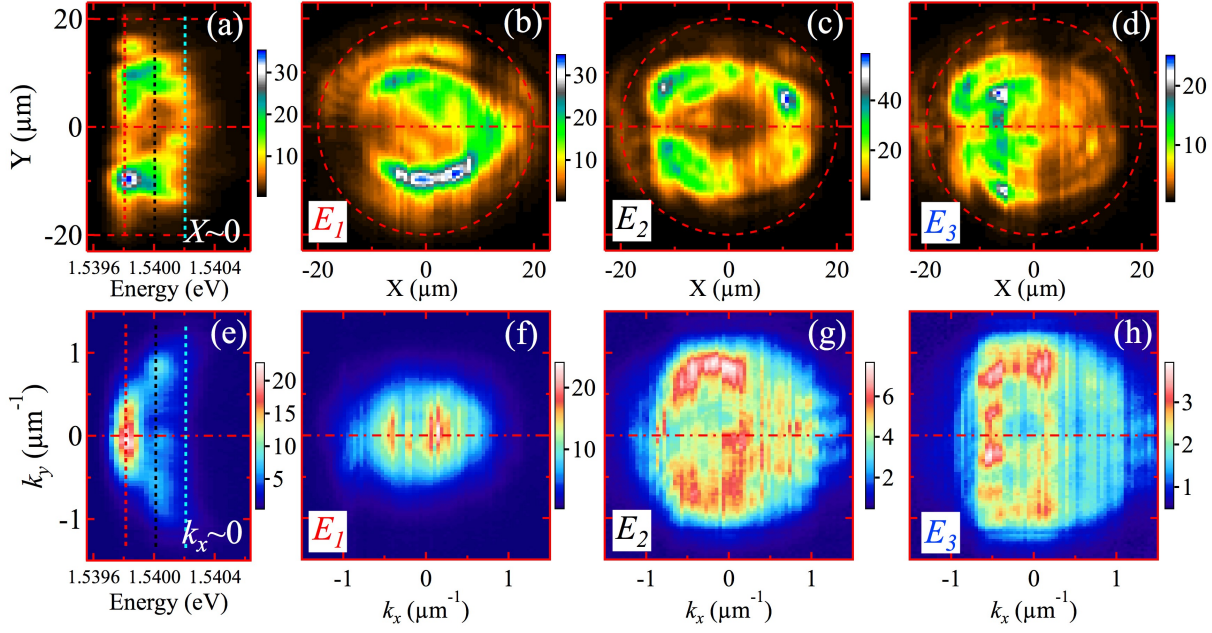 (a) (b) (c) (d)
20
0
-20
Y (µm)
30
20
10
30
25
20
15
10
5
40
20
20
15
10
X~0
E1
E2
E3
1.5396 1.5400 1.5404
Energy (eV)
-20 0 20
X (µm)
-20 0 20
X (µm)
-20 0 20
X (µm)
(e) (f) (g) (h)
1
0
-1
ky (µm-1)
20
15
10
5
20
10
6
4
2
3
2
1
kx~0
E1
E2
E3
1.5396 1.5400 1.5404
Energy (eV)
-1 0 1
kx (µm-1)
-1 0 1
kx (µm-1)
-1 0 1
kx (µm-1)